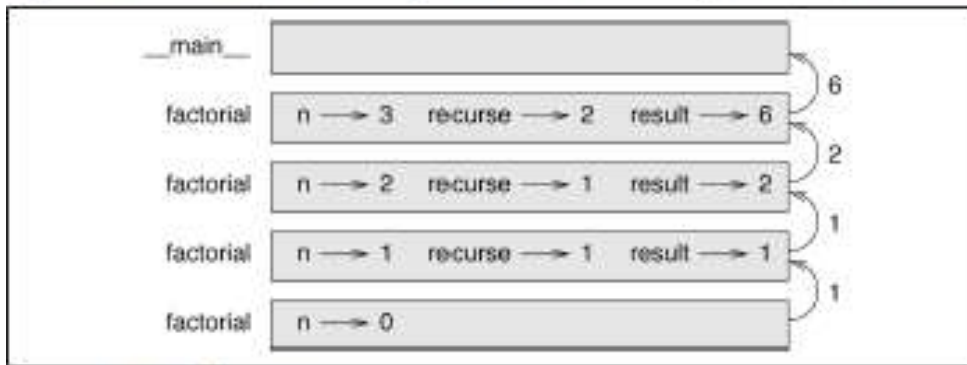 __main__
6
factorial n → 3 recurse → 2 result → 6
2
factorial n → 2 recurse → 1 result → 2
1
factorial n → 1 recurse → 1 result → 1
1
factorial n → 0